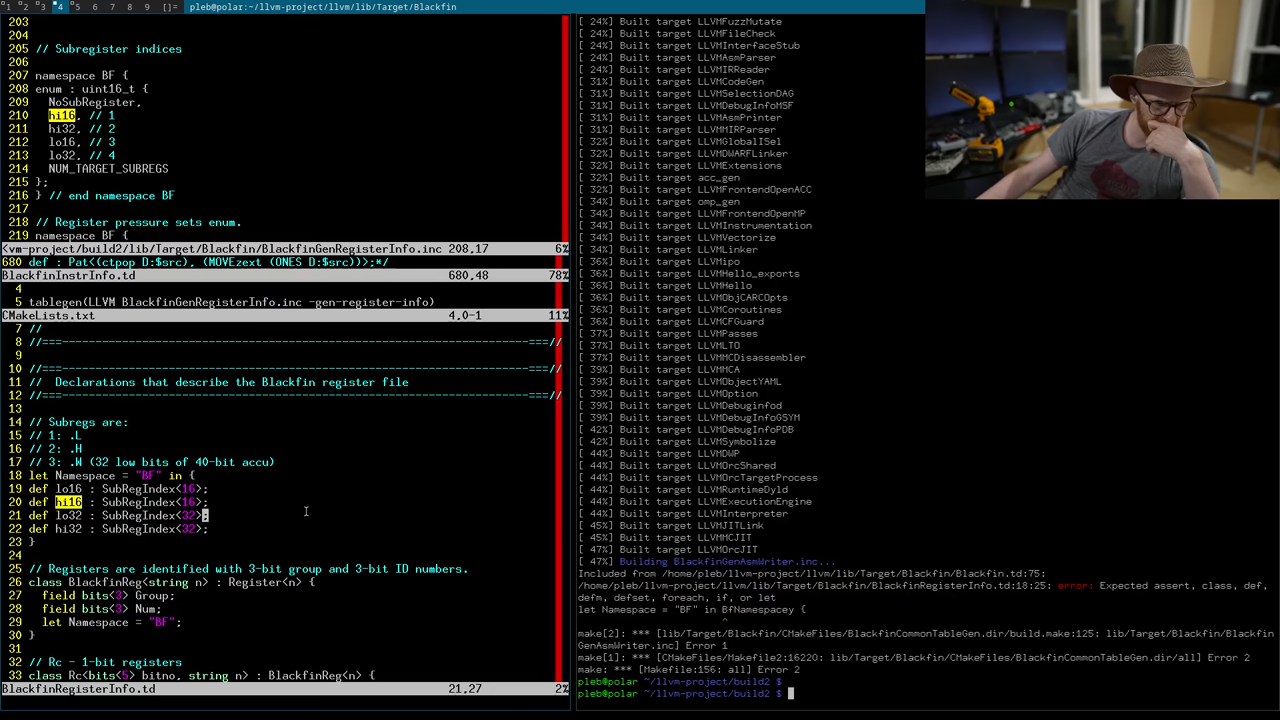 1 2 3 4 5 6 7 8 9 []= pleb@polar:~/llvm-project/llvm/lib/Target/Blackfin
203
204
205 // Subregister indices
206
207 namespace BF {
208 enum : uint16_t {
209   NoSubRegister,
210   hi16, // 1
211   hi32, // 2
212   lo16, // 3
213   lo32, // 4
214   NUM_TARGET_SUBREGS
215 };
216 } // end namespace BF
217
218 // Register pressure sets enum.
219 namespace BF {
<vm-project/build2/lib/Target/Blackfin/BlackfinGenRegisterInfo.inc 208,17 6%
680 def : Pat<(ctpop D:$src), (MOVEzext (ONES D:$src))>;*/
BlackfinInstrInfo.td 680,48 78%
4
5 tablegen(LLVM BlackfinGenRegisterInfo.inc -gen-register-info)
CMakeLists.txt 4,0-1 11%
7 //
8 //===----------------------------------------------------------------------===//
9
10 //===----------------------------------------------------------------------===//
11 //  Declarations that describe the Blackfin register file
12 //===----------------------------------------------------------------------===//
13
14 // Subregs are:
15 // 1: .L
16 // 2: .H
17 // 3: .W (32 low bits of 40-bit accu)
18 let Namespace = "BF" in {
19 def lo16 : SubRegIndex<16>;
20 def hi16 : SubRegIndex<16>;
21 def lo32 : SubRegIndex<32>;
22 def hi32 : SubRegIndex<32>;
23 }
24
25 // Registers are identified with 3-bit group and 3-bit ID numbers.
26 class BlackfinReg<string n> : Register<n> {
27   field bits<3> Group;
28   field bits<3> Num;
29   let Namespace = "BF";
30 }
31
32 // Rc - 1-bit registers
33 class Rc<bits<5> bitno, string n> : BlackfinReg<n> {
BlackfinRegisterInfo.td 21,27 2%
[ 24%] Built target LLVMFuzzMutate
[ 24%] Built target LLVMFileCheck
[ 24%] Built target LLVMInterfaceStub
[ 24%] Built target LLVMAsmParser
[ 24%] Built target LLVMIRReader
[ 31%] Built target LLVMCodeGen
[ 31%] Built target LLVMSelectionDAG
[ 31%] Built target LLVMDebugInfoMSF
[ 31%] Built target LLVMAsmPrinter
[ 31%] Built target LLVMMIRParser
[ 31%] Built target LLVMGlobalISel
[ 32%] Built target LLVMDWARFLinker
[ 32%] Built target LLVMExtensions
[ 32%] Built target acc_gen
[ 32%] Built target LLVMFrontendOpenACC
[ 34%] Built target omp_gen
[ 34%] Built target LLVMFrontendOpenMP
[ 34%] Built target LLVMInstrumentation
[ 34%] Built target LLVMVectorize
[ 34%] Built target LLVMLinker
[ 36%] Built target LLVMipo
[ 36%] Built target LLVMHello_exports
[ 36%] Built target LLVMHello
[ 36%] Built target LLVMObjCARCOpts
[ 36%] Built target LLVMCoroutines
[ 36%] Built target LLVMCFGuard
[ 37%] Built target LLVMPasses
[ 37%] Built target LLVMLTO
[ 37%] Built target LLVMMCDisassembler
[ 39%] Built target LLVMMCA
[ 39%] Built target LLVMObjectYAML
[ 39%] Built target LLVMOption
[ 39%] Built target LLVMDebuginfod
[ 42%] Built target LLVMDebugInfoGSYM
[ 42%] Built target LLVMDebugInfoPDB
[ 42%] Built target LLVMSymbolize
[ 44%] Built target LLVMDWP
[ 44%] Built target LLVMOrcShared
[ 44%] Built target LLVMOrcTargetProcess
[ 44%] Built target LLVMRuntimeDyld
[ 44%] Built target LLVMExecutionEngine
[ 44%] Built target LLVMInterpreter
[ 45%] Built target LLVMJITLink
[ 45%] Built target LLVMMCJIT
[ 47%] Built target LLVMOrcJIT
[ 47%] Building BlackfinGenAsmWriter.inc...
Included from /home/pleb/llvm-project/llvm/lib/Target/Blackfin/Blackfin.td:75:
/home/pleb/llvm-project/llvm/lib/Target/Blackfin/BlackfinRegisterInfo.td:18:25: error: Expected assert, class, def,
defm, defset, foreach, if, or let
let Namespace = "BF" in BfNamespacey {
^
make[2]: *** [lib/Target/Blackfin/CMakeFiles/BlackfinCommonTableGen.dir/build.make:125: lib/Target/Blackfin/Blackfin
GenAsmWriter.inc] Error 1
make[1]: *** [CMakeFiles/Makefile2:16220: lib/Target/Blackfin/CMakeFiles/BlackfinCommonTableGen.dir/all] Error 2
make: *** [Makefile:156: all] Error 2
pleb@polar ~/llvm-project/build2 $
pleb@polar ~/llvm-project/build2 $